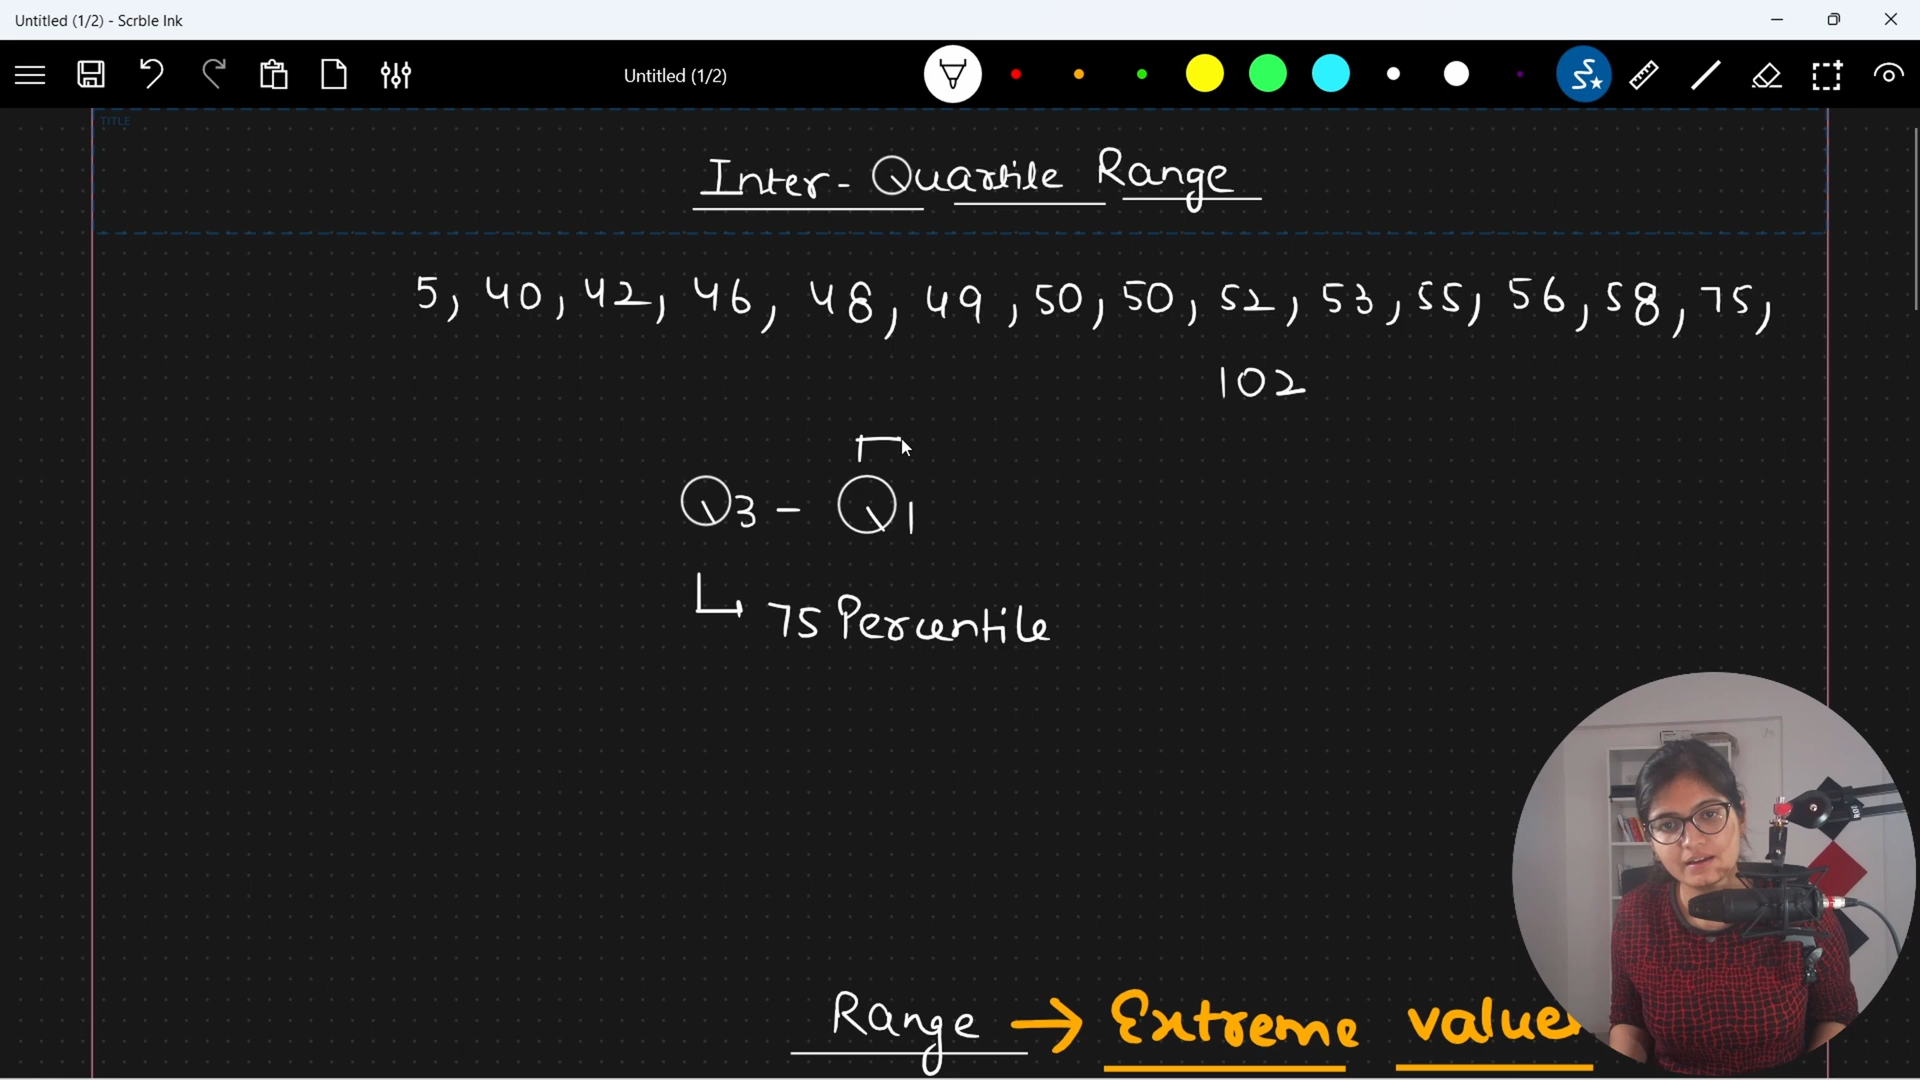 Untitled (1/2) - Scrble Ink
Untitled (1/2)
TITLE
Inter-Quartile Range
5, 40, 42, 46, 48, 49, 50, 50, 52, 53, 55, 56, 58, 75,
102
Q3 - Q1
75 Percentile
Range → Extreme value